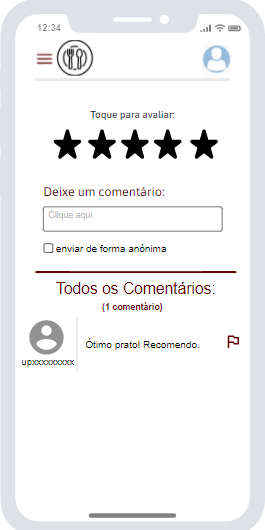 12:34
Toque para avaliar:
Deixe um comentário:
Clique aqui
enviar de forma anónima
Todos os Comentários:
(1 comentário)
Ótimo prato! Recomendo.
upxxxxxxxxx